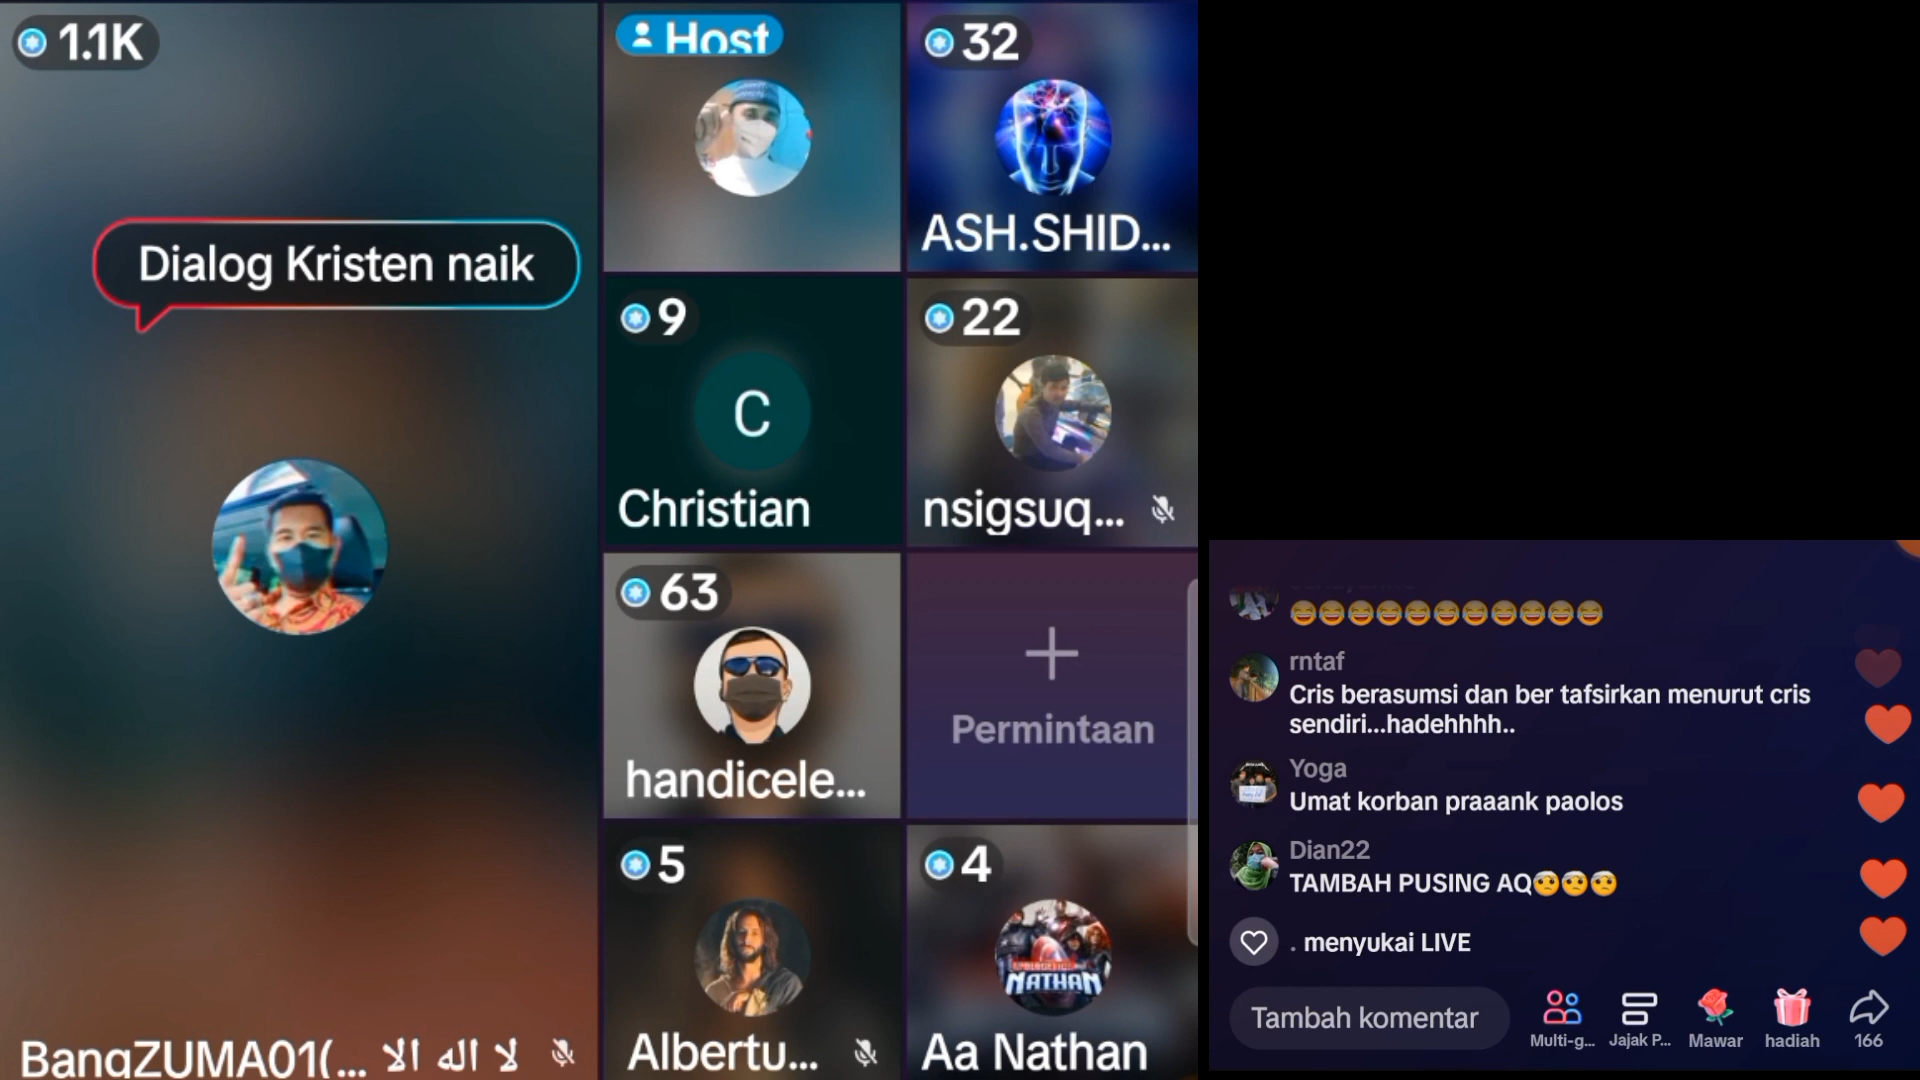 1.1K
Dialog Kristen naik
BangZUMA01(... لا اله الا
Host
32
ASH.SHID...
9
C
Christian
22
nsigsuq...
63
handicele...
Permintaan
5
Albertu...
4
NATHAN
Aa Nathan
😂😂😂😂😂😂😂😂😂😂😂
rntaf
Cris berasumsi dan ber tafsirkan menurut cris
sendiri...hadehhhh..
Yoga
Umat korban praaank paolos
Dian22
TAMBAH PUSING AQ🤕🤕🤕
. menyukai LIVE
Tambah komentar
Multi-g...
Jajak P...
Mawar
hadiah
166